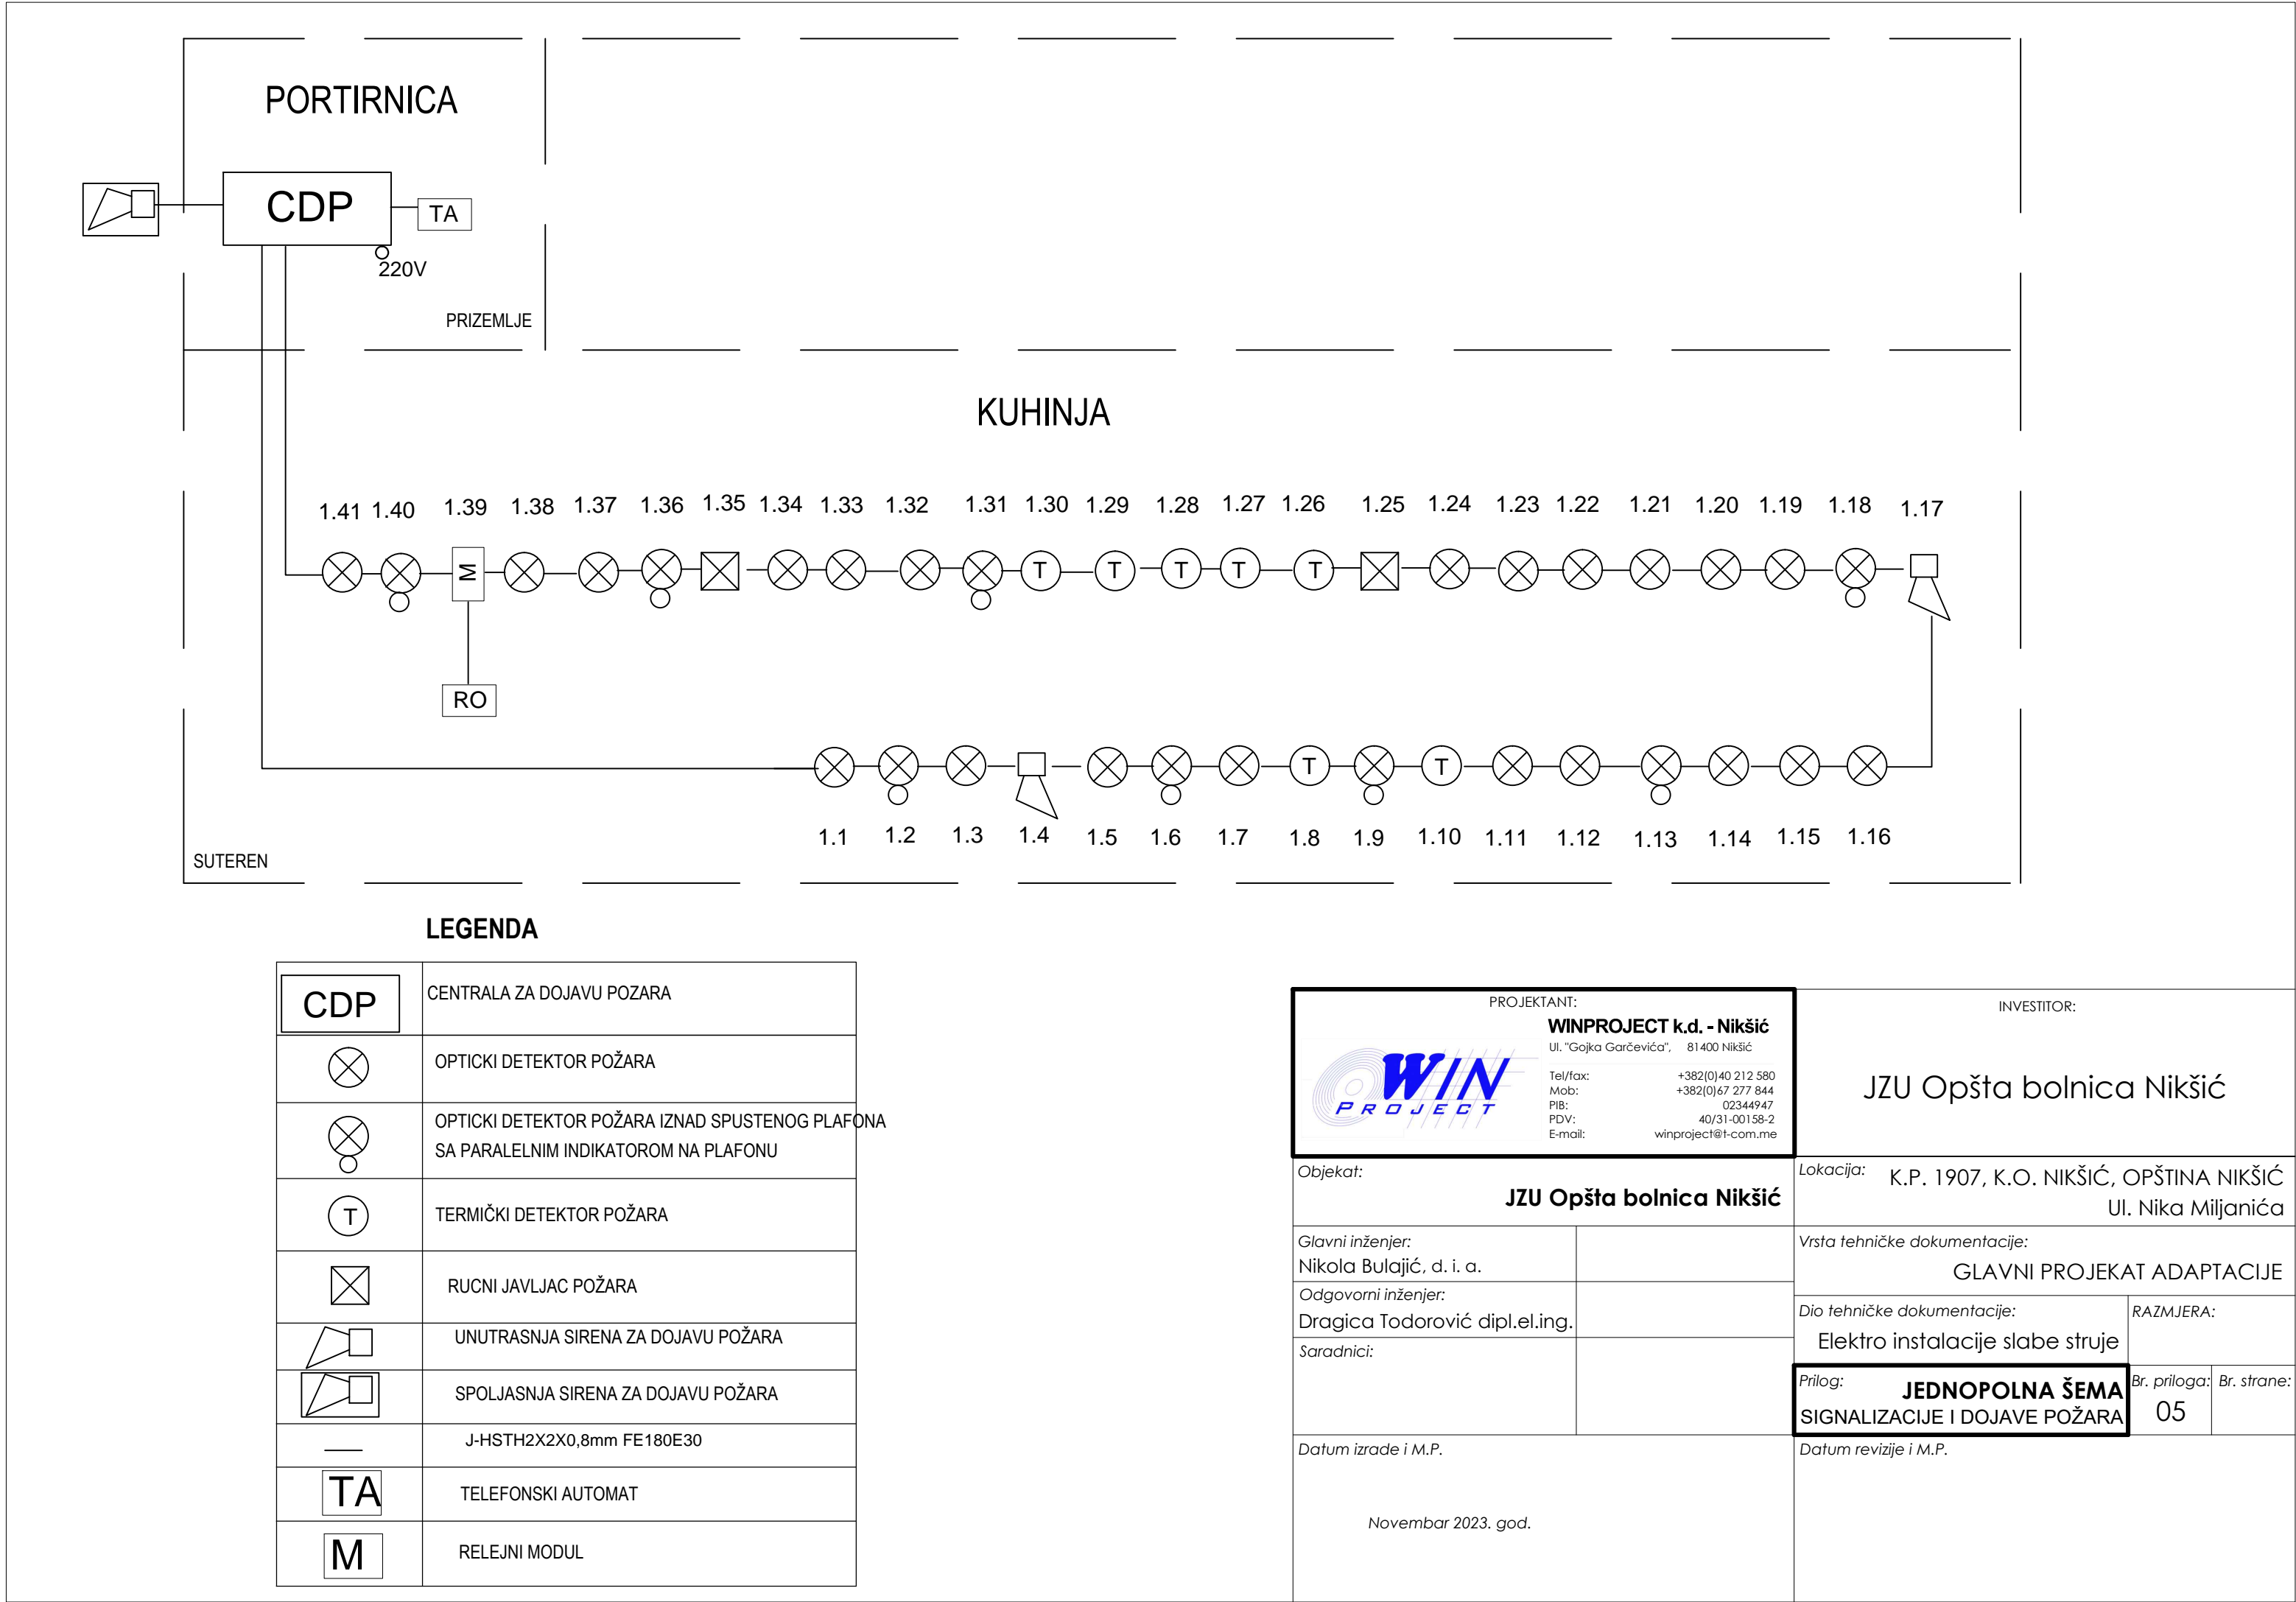 PORTIRNICA
CDP
TA
220V
PRIZEMLJE
KUHINJA
1.41 1.40 1.39 1.38 1.37 1.36 1.35 1.34 1.33 1.32 1.31 1.30 1.29 1.28 1.27 1.26 1.25 1.24 1.23 1.22 1.21 1.20 1.19 1.18 1.17
M T T T T T
RO
T T
1.1 1.2 1.3 1.4 1.5 1.6 1.7 1.8 1.9 1.10 1.11 1.12 1.13 1.14 1.15 1.16
SUTEREN
LEGENDA
CDP CENTRALA ZA DOJAVU POZARA
OPTICKI DETEKTOR POŽARA
OPTICKI DETEKTOR POŽARA IZNAD SPUSTENOG PLAFONA
SA PARALELNIM INDIKATOROM NA PLAFONU
T TERMIČKI DETEKTOR POŽARA
RUCNI JAVLJAC POŽARA
UNUTRASNJA SIRENA ZA DOJAVU POŽARA
SPOLJASNJA SIRENA ZA DOJAVU POŽARA
J-HSTH2X2X0,8mm FE180E30
TA TELEFONSKI AUTOMAT
M RELEJNI MODUL
PROJEKTANT:
WINPROJECT k.d. - Nikšić
Ul. "Gojka Garčevića", 81400 Nikšić
WIN
PROJECT
Tel/fax: +382(0)40 212 580
Mob: +382(0)67 277 844
PIB: 02344947
PDV: 40/31-00158-2
E-mail: winproject@t-com.me
INVESTITOR:
JZU Opšta bolnica Nikšić
Objekat:
JZU Opšta bolnica Nikšić
Lokacija: K.P. 1907, K.O. NIKŠIĆ, OPŠTINA NIKŠIĆ
Ul. Nika Miljanića
Glavni inženjer:
Nikola Bulajić, d. i. a.
Vrsta tehničke dokumentacije:
GLAVNI PROJEKAT ADAPTACIJE
Odgovorni inženjer:
Dragica Todorović dipl.el.ing.
Dio tehničke dokumentacije:
Elektro instalacije slabe struje
RAZMJERA:
Saradnici:
Prilog: JEDNOPOLNA ŠEMA
SIGNALIZACIJE I DOJAVE POŽARA
Br. priloga:
05
Br. strane:
Datum izrade i M.P.
Novembar 2023. god.
Datum revizije i M.P.